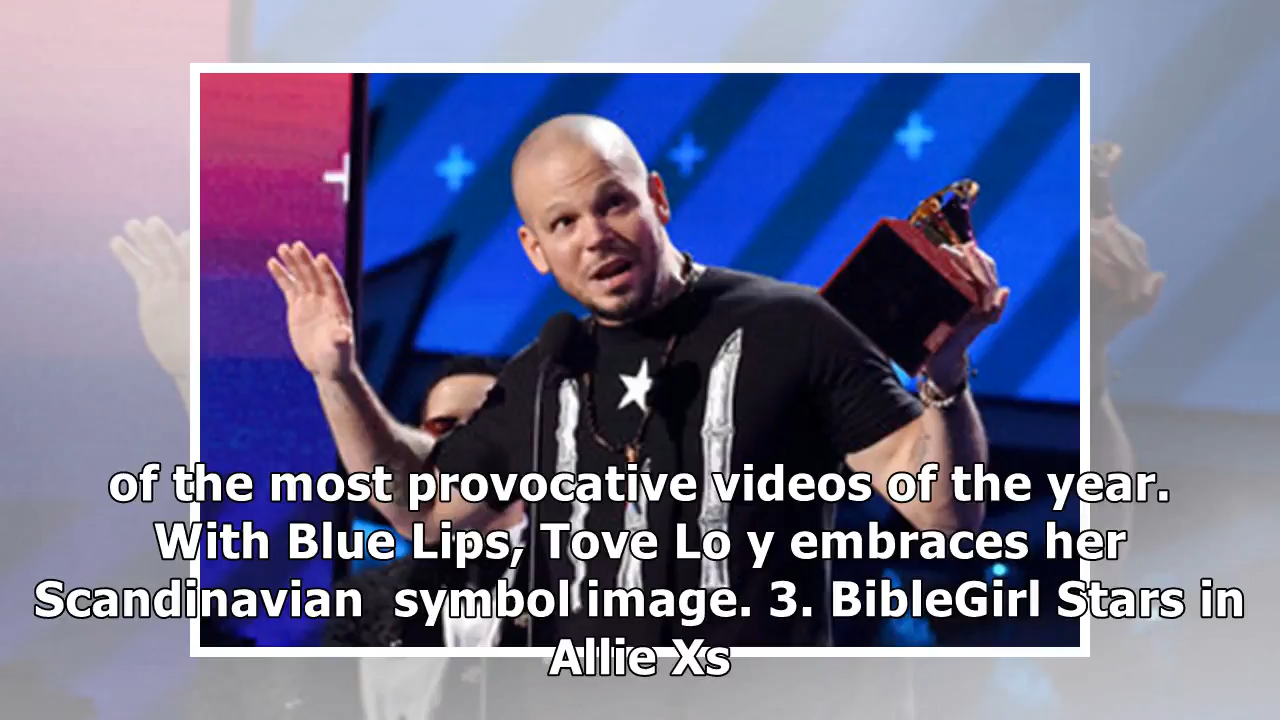 of the most provocative videos of the year.
With Blue Lips, Tove Lo y embraces her
Scandinavian  symbol image. 3. BibleGirl Stars in
Allie Xs